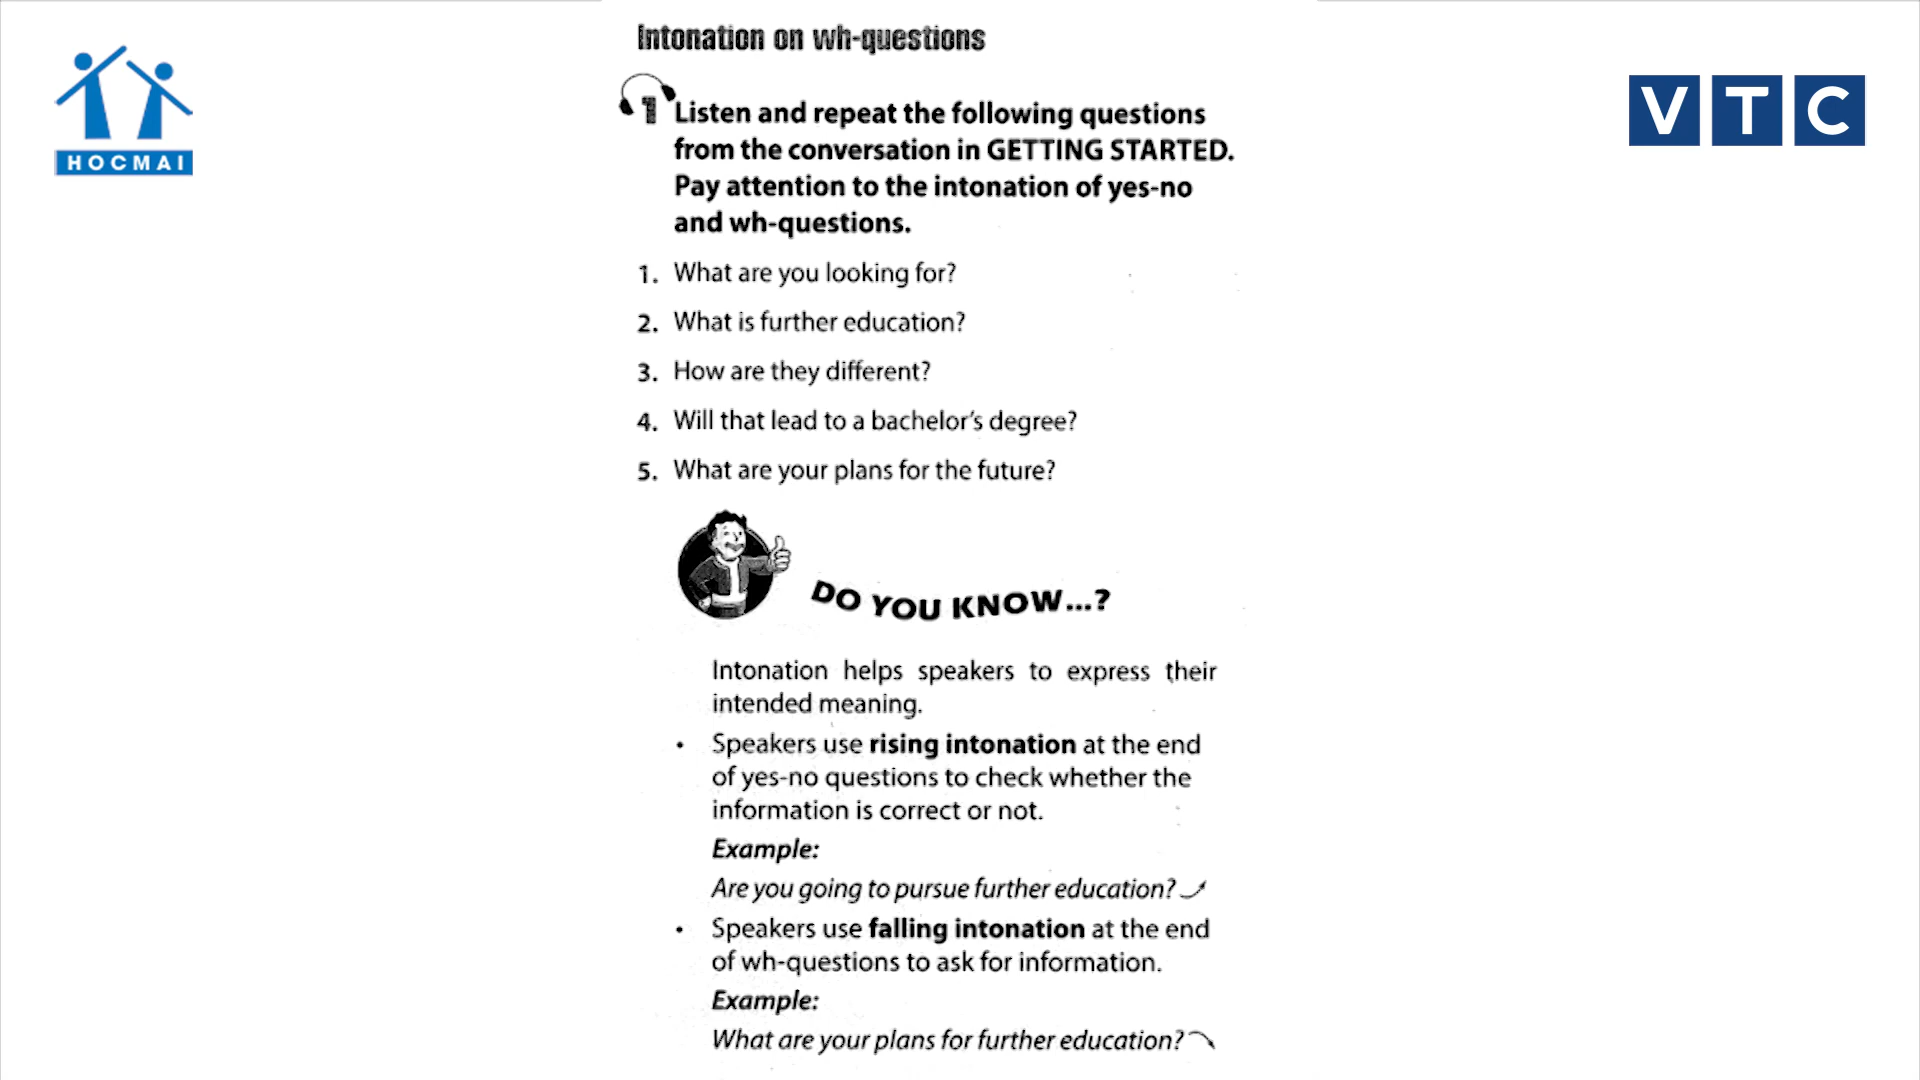 Intonation on wh-questions
HOCMAI
VTC
1 Listen and repeat the following questions
from the conversation in GETTING STARTED.
Pay attention to the intonation of yes-no
and wh-questions.
1. What are you looking for?
2. What is further education?
3. How are they different?
4. Will that lead to a bachelor's degree?
5. What are your plans for the future?
DO YOU KNOW...?
Intonation helps speakers to express their
intended meaning.
• Speakers use rising intonation at the end
of yes-no questions to check whether the
information is correct or not.
Example:
Are you going to pursue further education?
• Speakers use falling intonation at the end
of wh-questions to ask for information.
Example:
What are your plans for further education?